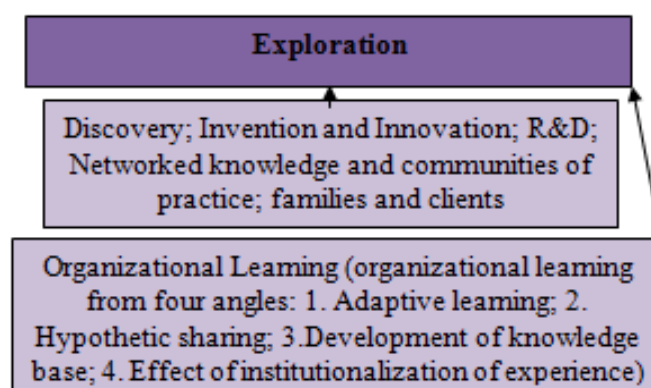 Exploration
Discovery; Invention and Innovation; R&D;
Networked knowledge and communities of
practice; families and clients
Organizational Learning (organizational learning
from four angles: 1. Adaptive learning; 2.
Hypothetic sharing; 3.Development of knowledge
base; 4. Effect of institutionalization of experience)